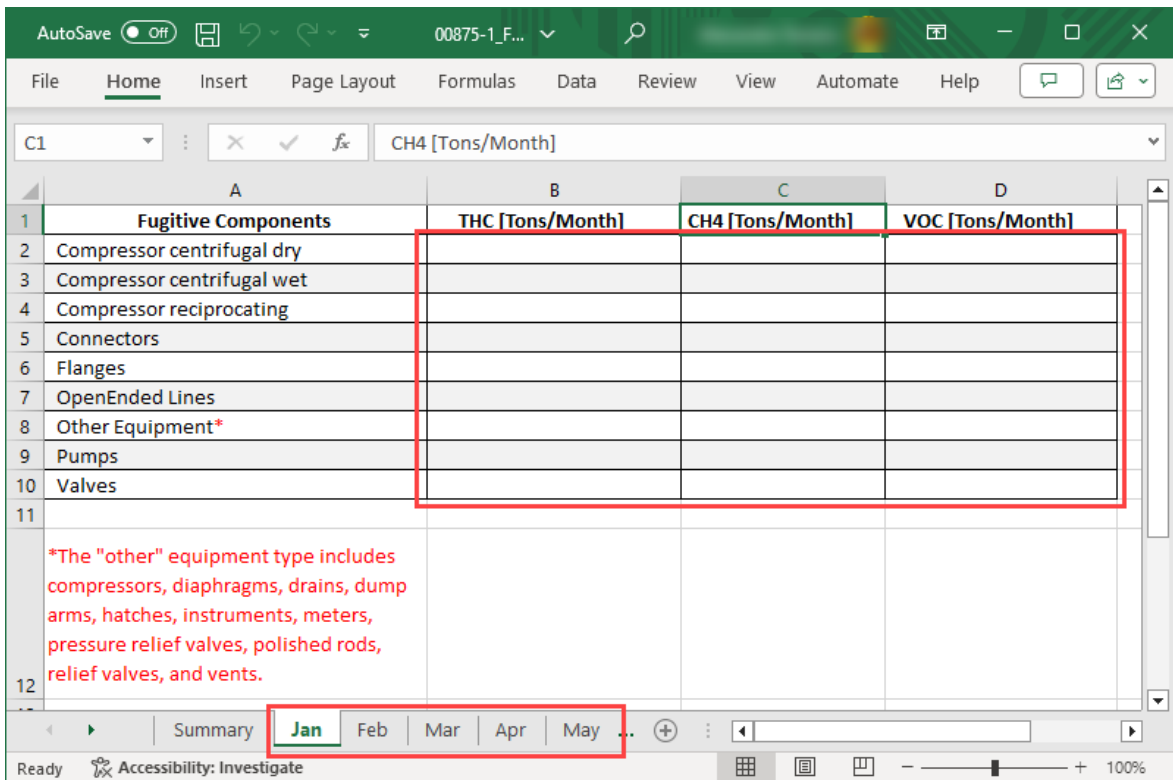 AutoSave Off 00875-1_F...
File Home Insert Page Layout Formulas Data Review View Automate Help
C1 fx CH4 [Tons/Month]
A B C D
1 Fugitive Components THC [Tons/Month] CH4 [Tons/Month] VOC [Tons/Month]
2 Compressor centrifugal dry
3 Compressor centrifugal wet
4 Compressor reciprocating
5 Connectors
6 Flanges
7 OpenEnded Lines
8 Other Equipment*
9 Pumps
10 Valves
11
*The "other" equipment type includes
compressors, diaphragms, drains, dump
arms, hatches, instruments, meters,
pressure relief valves, polished rods,
12 relief valves, and vents.
Summary Jan Feb Mar Apr May ...
Ready Accessibility: Investigate 100%